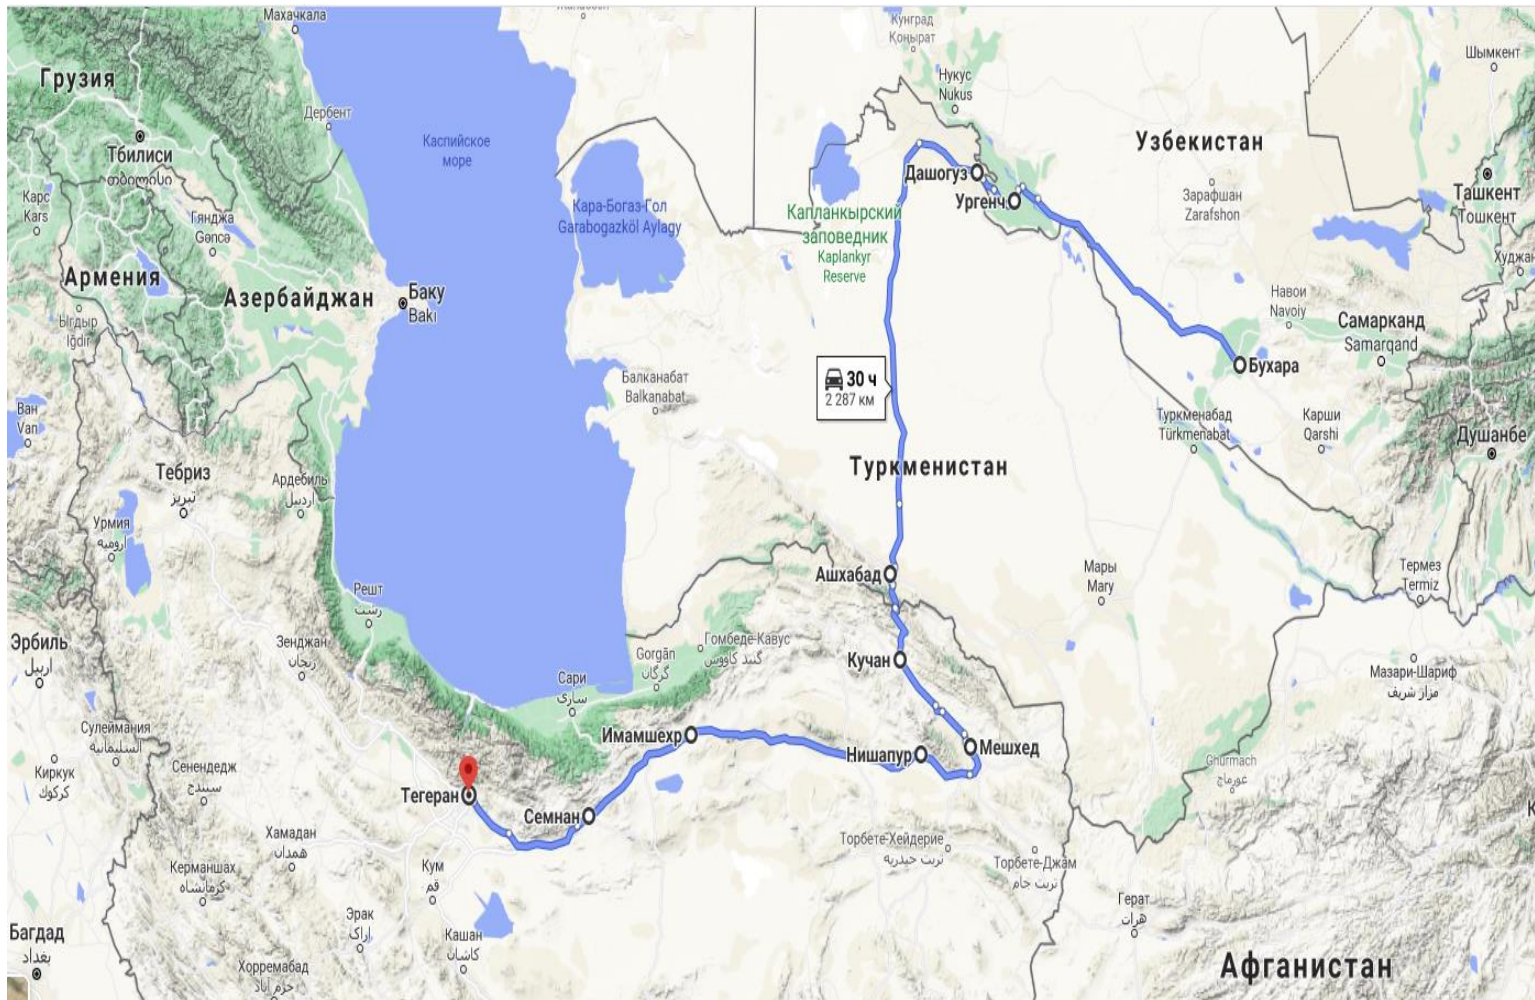 Махачкала
Кунград
Қоңырат
Шымкент
Грузия
Нукус
Nukus
Дербент
Каспийское
море
Узбекистан
Тбилиси
თბილისი
Дашогуз
Ташкент
Тошкент
Карс
Kars
Зарафшан
Zarafshon
Ургенч
Гянджа
Gəncə
Кара-Богаз-Гол
Garabogazköl Aylagy
Капланкырский
заповедник
Kaplankyr
Reserve
Армения
Азербайджан
Баку
Bakı
Навои
Navoiy
Ыгдыр
Iğdır
Самарканд
Samarqand
Бухара
30 ч
2 287 км
Балканабат
Balkanabat
Ван
Van
Туркменабад
Türkmenabat
Карши
Qarshi
Душанбе
Туркменистан
Тебриз
تبریز
Ардебиль
اردبیل
Урмия
ارومیه
Ашхабад
Мары
Mary
Термез
Termiz
Решт
رشت
Эрбиль
اربيل
Зенджан
زنجان
Gorgān
گرگان
Гомбеде-Кавус
گنبد کاووس
Кучан
Сари
ساری
Мазари-Шариф
مزار شریف
Сулеймания
السليمانية
Имамшехр
Нишапур
Мешхед
Киркук
كركوك
Сенендедж
سنندج
Тегеран
Семнан
Ghurmach
غورماچ
Хамадан
همدان
Торбете-Хейдерие
تربت حیدریه
Торбете-Джам
تربت جام
Керманшах
کرمانشاه
Кум
قم
Герат
هرات
Эрак
اراک
Кашан
کاشان
Багдад
بغداد
Хорремабад
خرم آباد
Афганистан